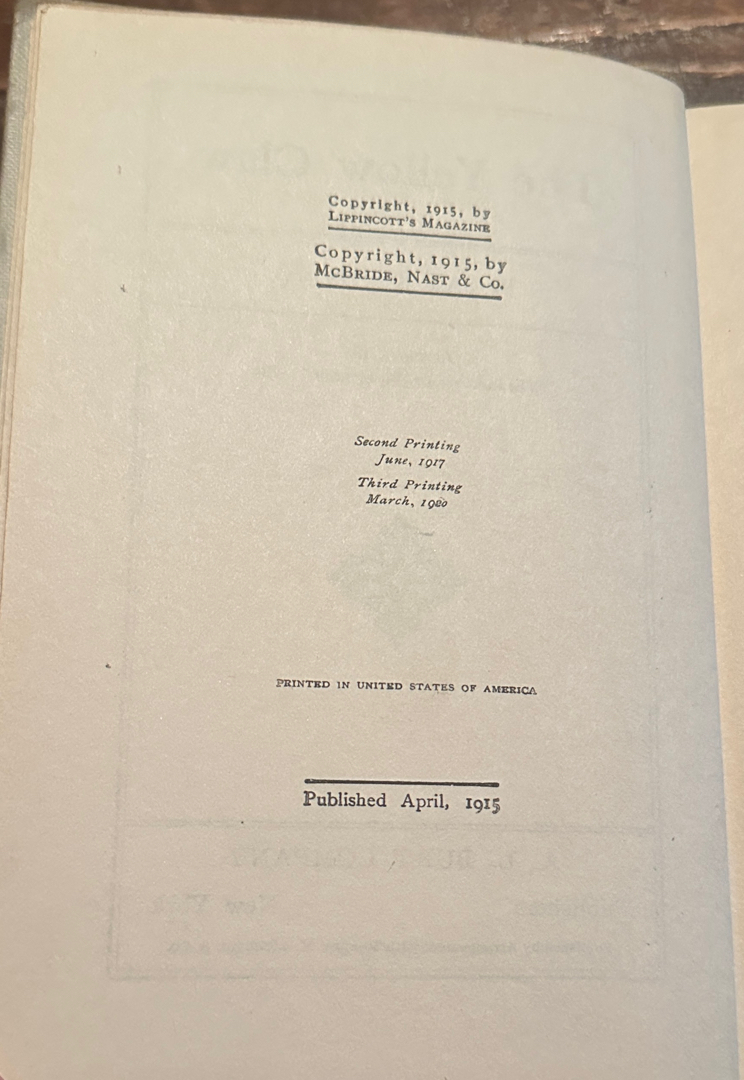 Copyright, 1915, by
LIPPINCOTT'S MAGAZINE
Copyright, 1915, by
MCBRIDE, NAST & CO.
Second Printing
June, 1917
Third Printing
March, 1920
PRINTED IN UNITED STATES OF AMERICA
Published April, 1915